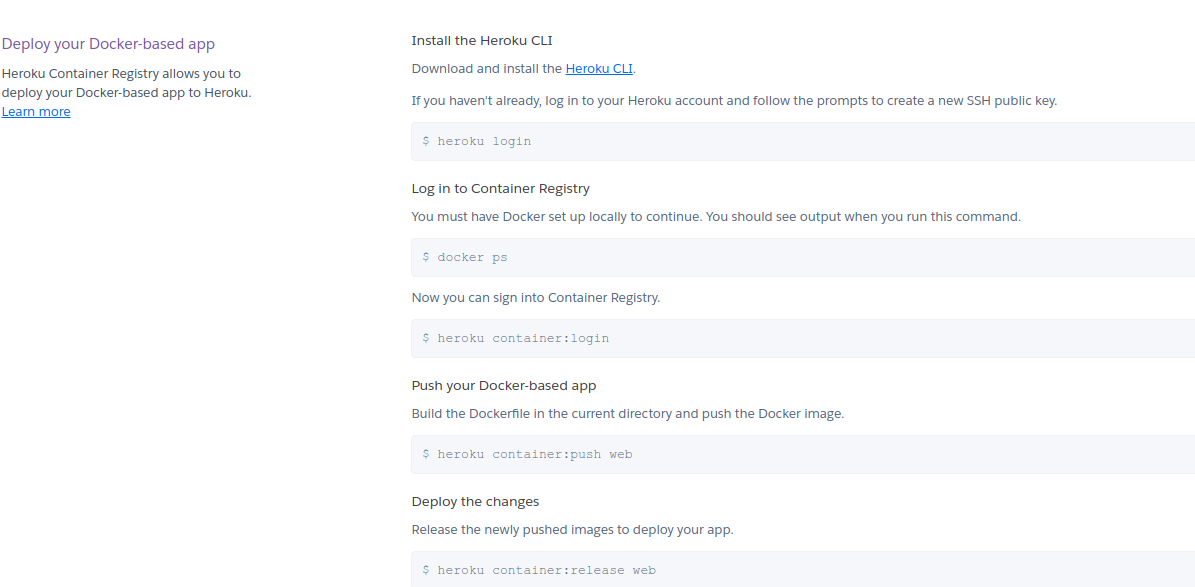 Deploy your Docker-based app
Heroku Container Registry allows you to
deploy your Docker-based app to Heroku.
Learn more
Install the Heroku CLI
Download and install the Heroku CLI.
If you haven't already, log in to your Heroku account and follow the prompts to create a new SSH public key.
$ heroku login
Log in to Container Registry
You must have Docker set up locally to continue. You should see output when you run this command.
$ docker ps
Now you can sign into Container Registry.
$ heroku container:login
Push your Docker-based app
Build the Dockerfile in the current directory and push the Docker image.
$ heroku container:push web
Deploy the changes
Release the newly pushed images to deploy your app.
$ heroku container:release web